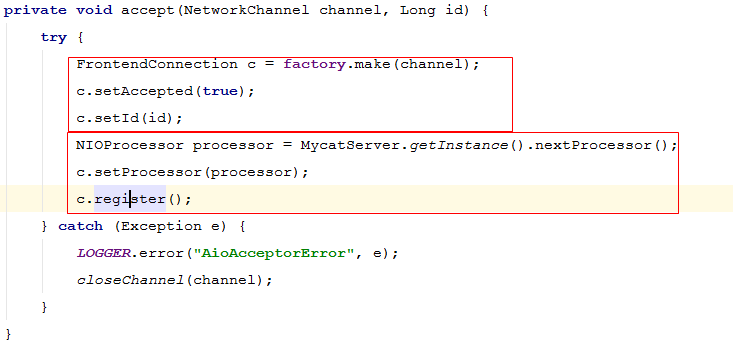 private void accept(NetworkChannel channel, Long id) {
    try {
        FrontendConnection c = factory.make(channel);
        c.setAccepted(true);
        c.setId(id);
        NIOProcessor processor = MycatServer.getInstance().nextProcessor();
        c.setProcessor(processor);
        c.register();
    } catch (Exception e) {
        LOGGER.error("AioAcceptorError", e);
        closeChannel(channel);
    }
}